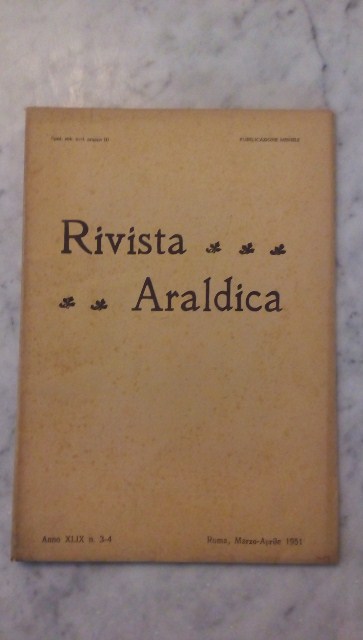 Rivista
Araldica
Anno XLIX n. 3-4
Roma, Marzo-Aprile 1951